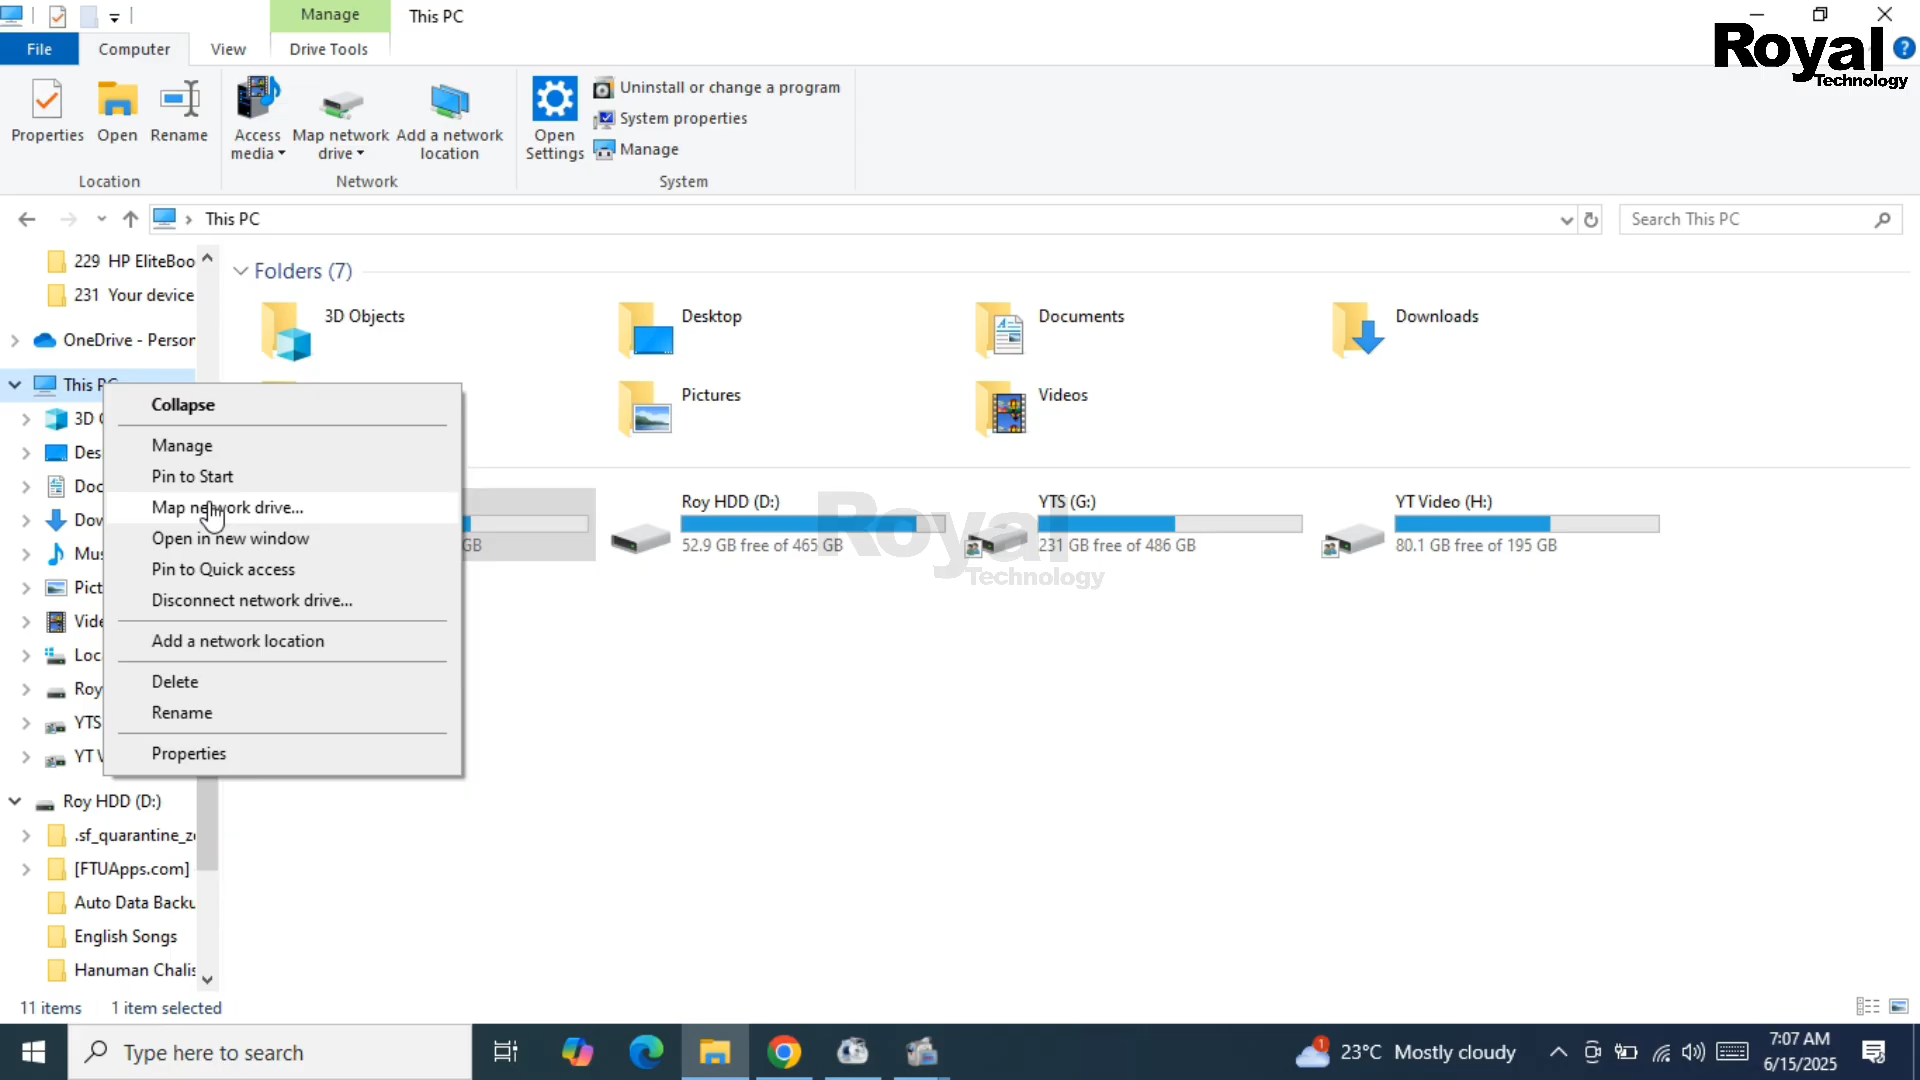 Manage
This PC
File
Computer
View
Drive Tools
Royal
Technology
Properties
Open
Rename
Access media
Map network drive
Add a network location
Open Settings
Uninstall or change a program
System properties
Manage
Location
Network
System
This PC
Search This PC
229 HP EliteBoo
231 Your device
OneDrive - Person
This PC
3D
Des
Doc
Dow
Mus
Pict
Vide
Loc
Roy
YTS
YT
Roy HDD (D:)
.sf_quarantine_z
[FTUApps.com]
Auto Data Backu
English Songs
Hanuman Chalis
Collapse
Manage
Pin to Start
Map network drive...
Open in new window
Pin to Quick access
Disconnect network drive...
Add a network location
Delete
Rename
Properties
Folders (7)
3D Objects
Desktop
Documents
Downloads
Pictures
Videos
GB
Roy HDD (D:)
52.9 GB free of 465 GB
YTS (G:)
231 GB free of 486 GB
YT Video (H:)
80.1 GB free of 195 GB
Royal
Technology
11 items
1 item selected
Type here to search
1
23°C Mostly cloudy
7:07 AM
6/15/2025